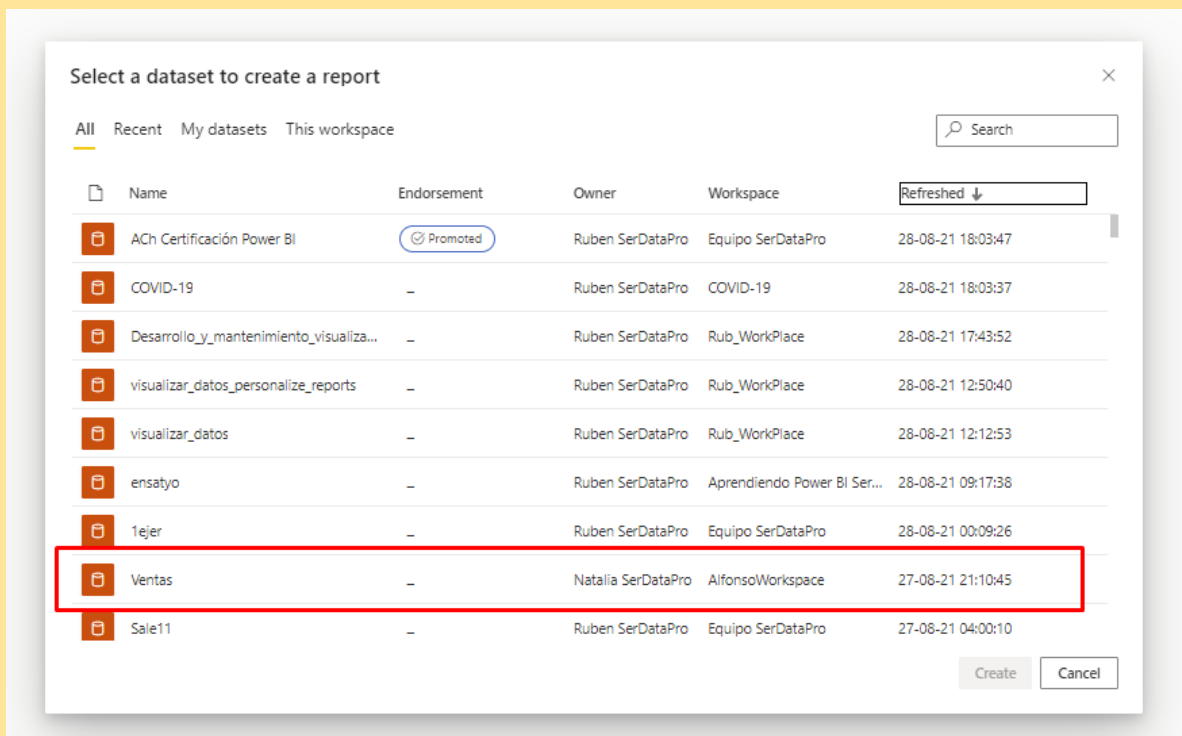 Select a dataset to create a report
All Recent My datasets This workspace Search
Name Endorsement Owner Workspace Refreshed
ACh Certificación Power BI Promoted Ruben SerDataPro Equipo SerDataPro 28-08-21 18:03:47
COVID-19 – Ruben SerDataPro COVID-19 28-08-21 18:03:37
Desarrollo_y_mantenimiento_visualiza... – Ruben SerDataPro Rub_WorkPlace 28-08-21 17:43:52
visualizar_datos_personalize_reports – Ruben SerDataPro Rub_WorkPlace 28-08-21 12:50:40
visualizar_datos – Ruben SerDataPro Rub_WorkPlace 28-08-21 12:12:53
ensatyo – Ruben SerDataPro Aprendiendo Power BI Ser... 28-08-21 09:17:38
1ejer – Ruben SerDataPro Equipo SerDataPro 28-08-21 00:09:26
Ventas – Natalia SerDataPro AlfonsoWorkspace 27-08-21 21:10:45
Sale11 – Ruben SerDataPro Equipo SerDataPro 27-08-21 04:00:10
Create Cancel